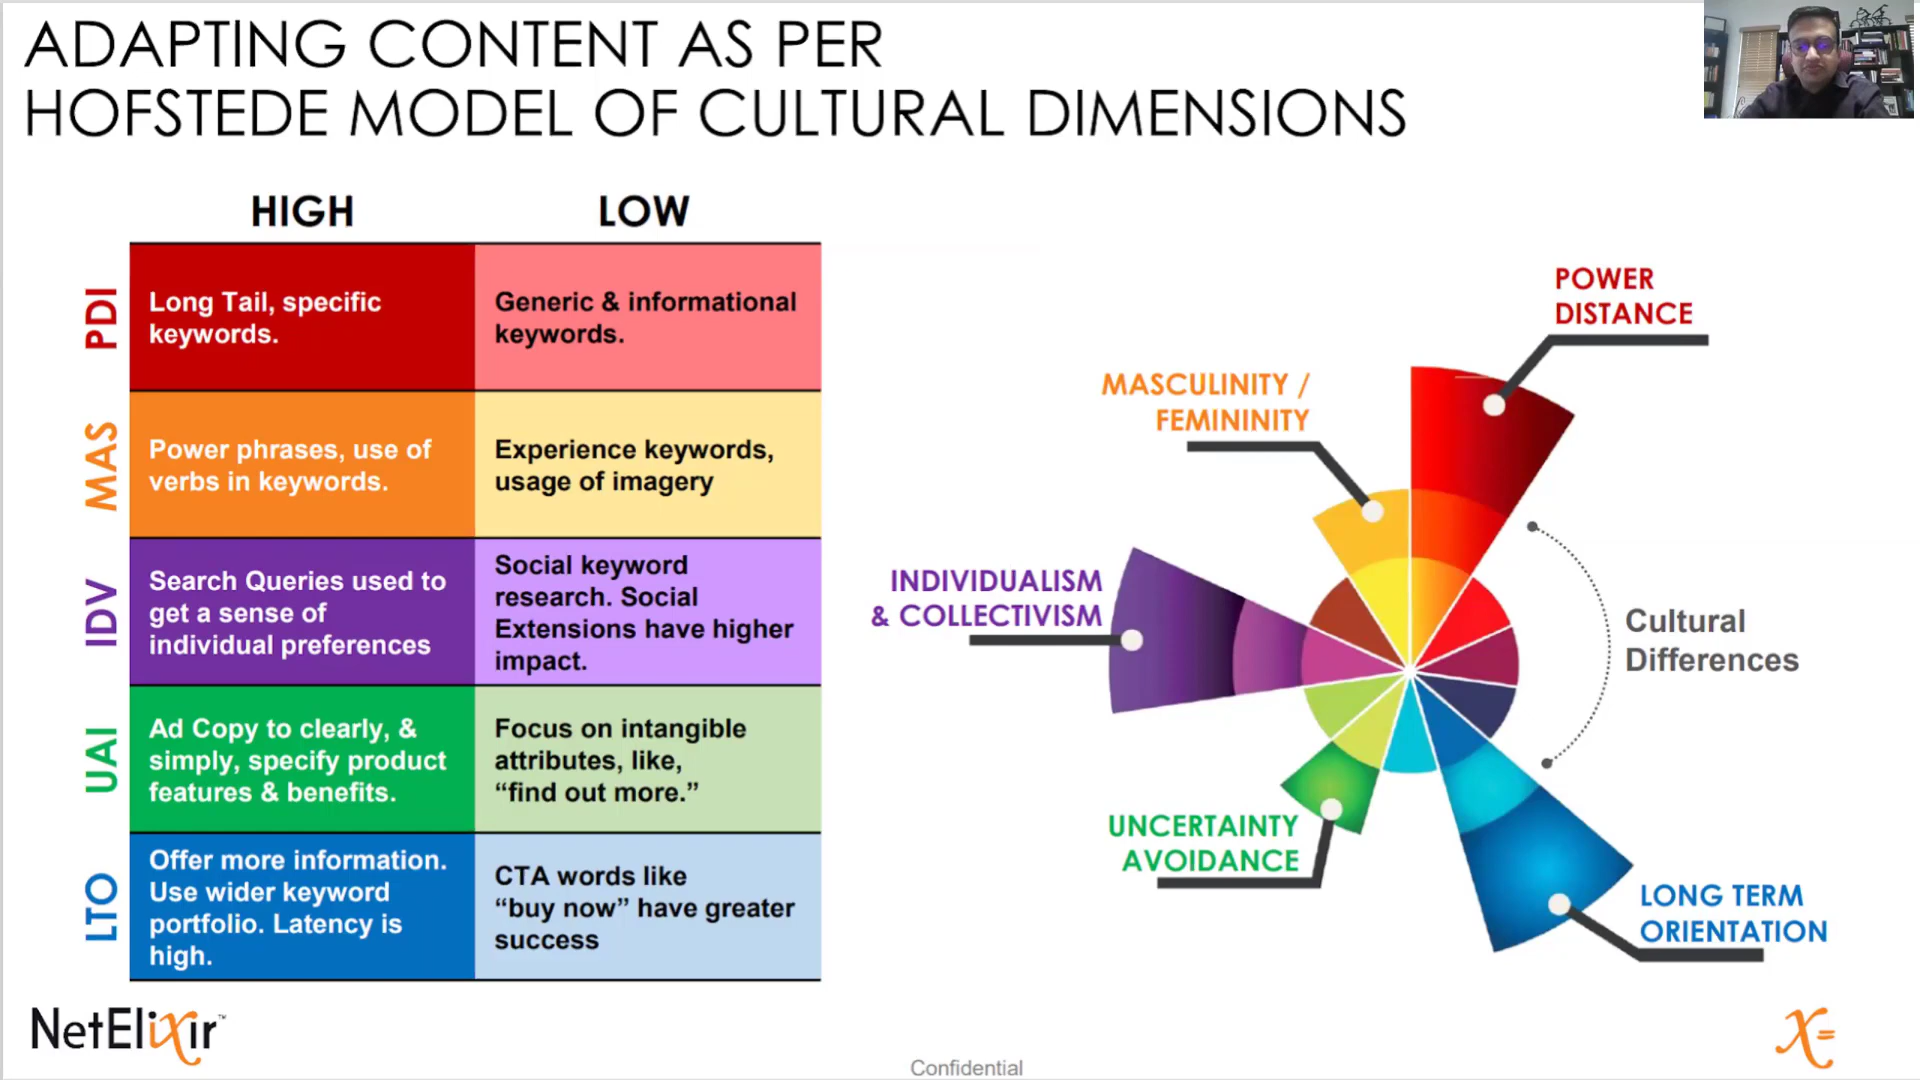 ADAPTING CONTENT AS PER
HOFSTEDE MODEL OF CULTURAL DIMENSIONS
HIGH
LOW
PDI
Long Tail, specific
keywords.
Generic & informational
keywords.
MAS
Power phrases, use of
verbs in keywords.
Experience keywords,
usage of imagery
IDV
Search Queries used to
get a sense of
individual preferences
Social keyword
research. Social
Extensions have higher
impact.
UAI
Ad Copy to clearly, &
simply, specify product
features & benefits.
Focus on intangible
attributes, like,
“find out more.”
LTO
Offer more information.
Use wider keyword
portfolio. Latency is
high.
CTA words like
“buy now” have greater
success
POWER
DISTANCE
MASCULINITY /
FEMININITY
INDIVIDUALISM
& COLLECTIVISM
Cultural
Differences
UNCERTAINTY
AVOIDANCE
LONG TERM
ORIENTATION
NetElixir™
X=
Confidential